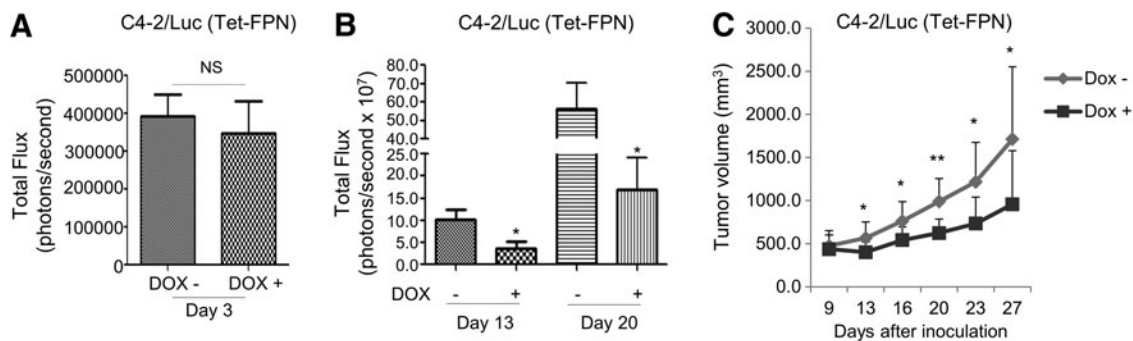 A
C4-2/Luc (Tet-FPN)
Total Flux
(photons/second)
500000
400000
300000
200000
100000
0
NS
DOX - DOX +
Day 3
B
C4-2/Luc (Tet-FPN)
Total Flux
(photons/second x 10⁷)
80.0
70.0
60.0
50.0
40.0
25.0
20.0
15.0
10.0
5.0
0.0
*
*
DOX - + - +
Day 13 Day 20
C
C4-2/Luc (Tet-FPN)
Tumor volume (mm³)
3000.0
2500.0
2000.0
1500.0
1000.0
500.0
0.0
* * ** * *
9 13 16 20 23 27
Days after inoculation
Dox -
Dox +